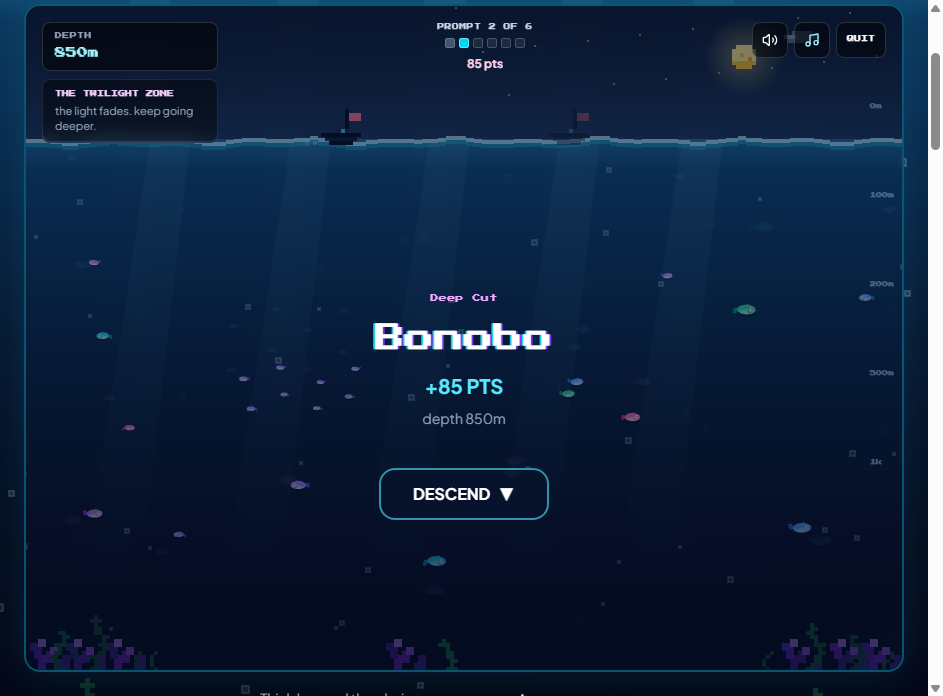 DEPTH
850m
THE TWILIGHT ZONE
the light fades. keep going
deeper.
PROMPT 2 OF 6
85 pts
QUIT
0m
100m
200m
500m
1k
Deep Cut
Bonobo
+85 PTS
depth 850m
DESCEND ▼